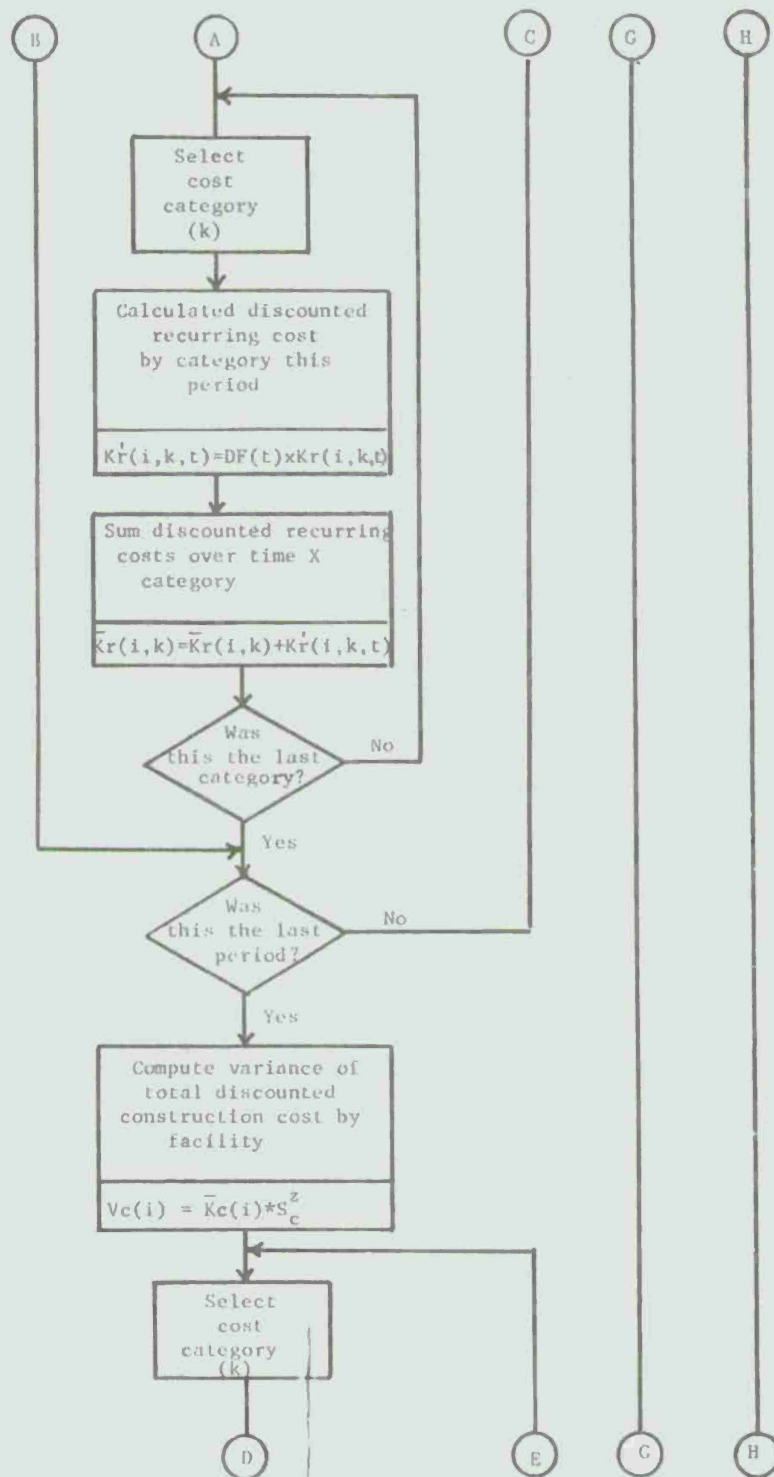 B A C G H
Select
cost
category
(k)
Calculated discounted
recurring cost
by category this
period
Kr'(i,k,t)=DF(t)xKr(i,k,t)
Sum discounted recurring
costs over time X
category
K̅r(i,k)=K̅r(i,k)+Kr'(i,k,t)
Was
this the last
category?
No
Yes
Was
this the last
period?
No
Yes
Compute variance of
total discounted
construction cost by
facility
Vc(i) = K̅c(i)*S_c^z
Select
cost
category
(k)
D E G H